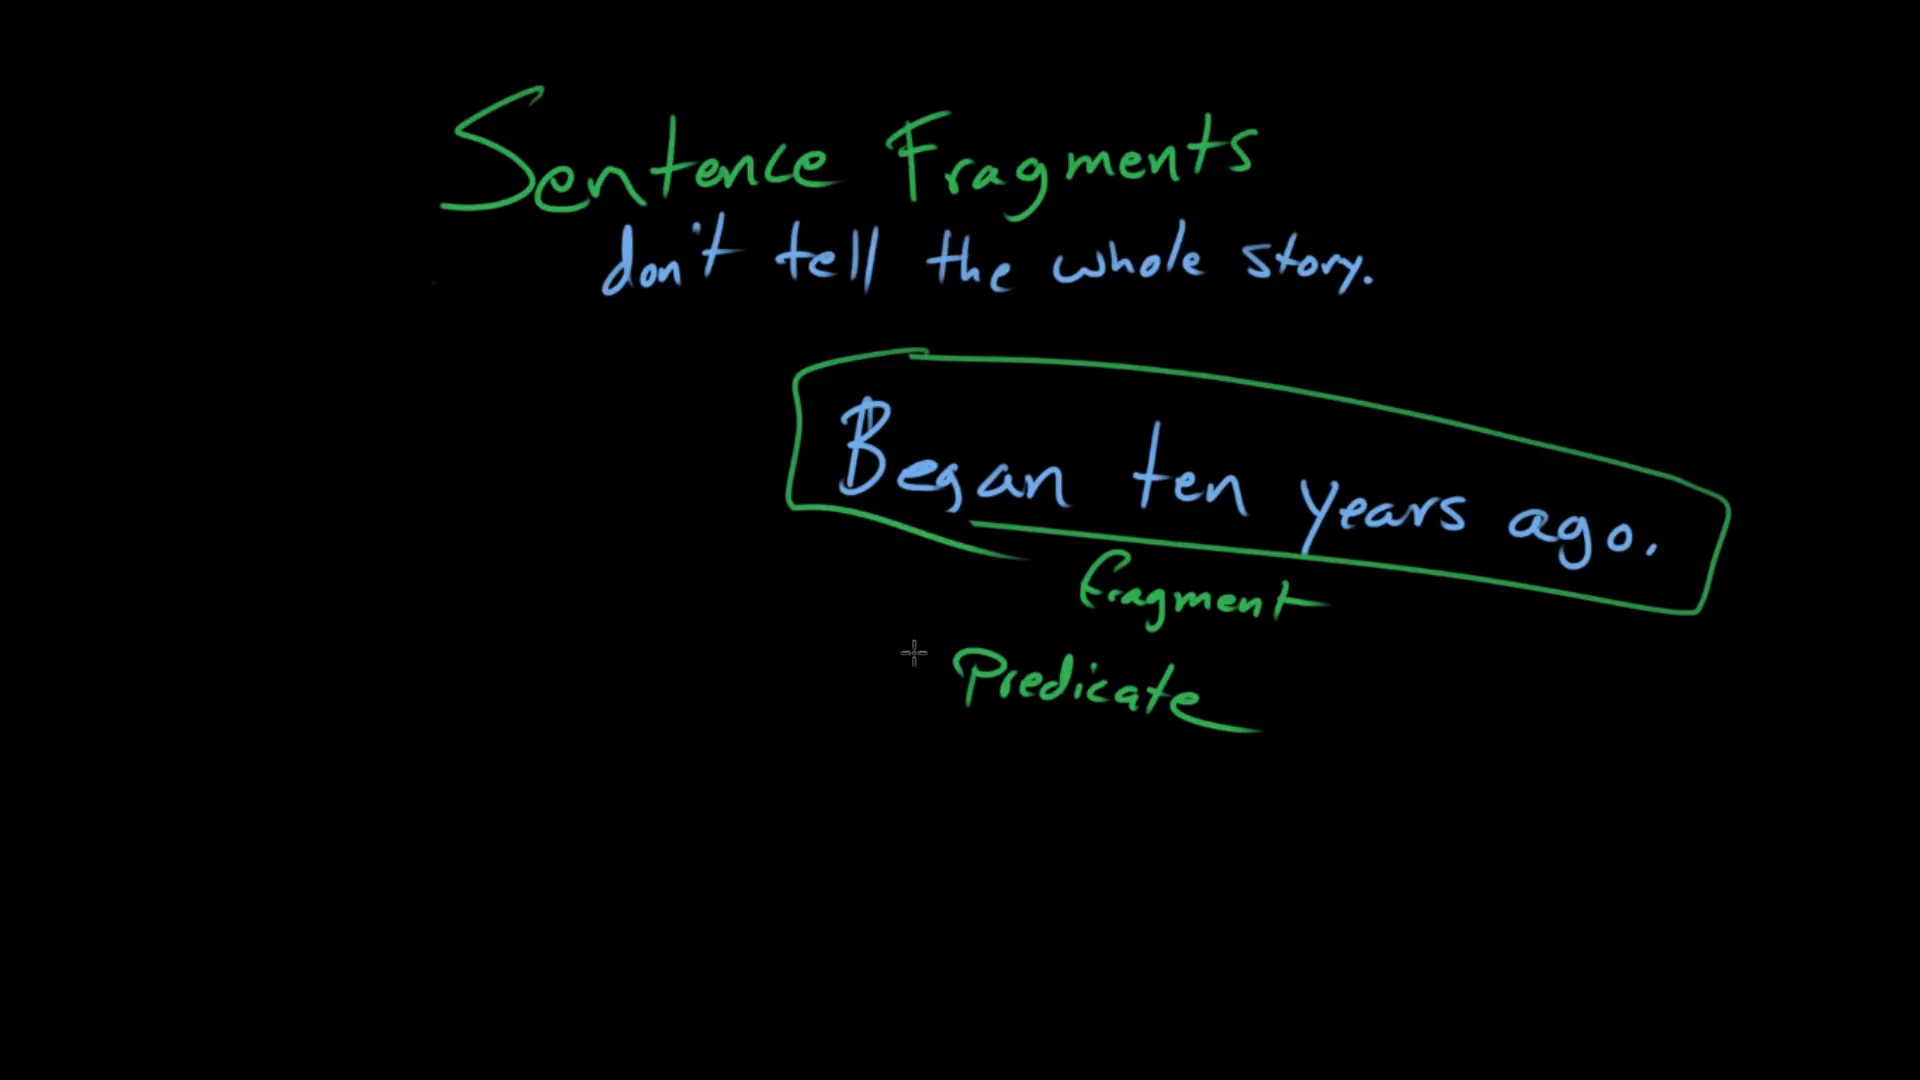 Sentence Fragments
don't tell the whole story.
Began ten years ago.
fragment
Predicate